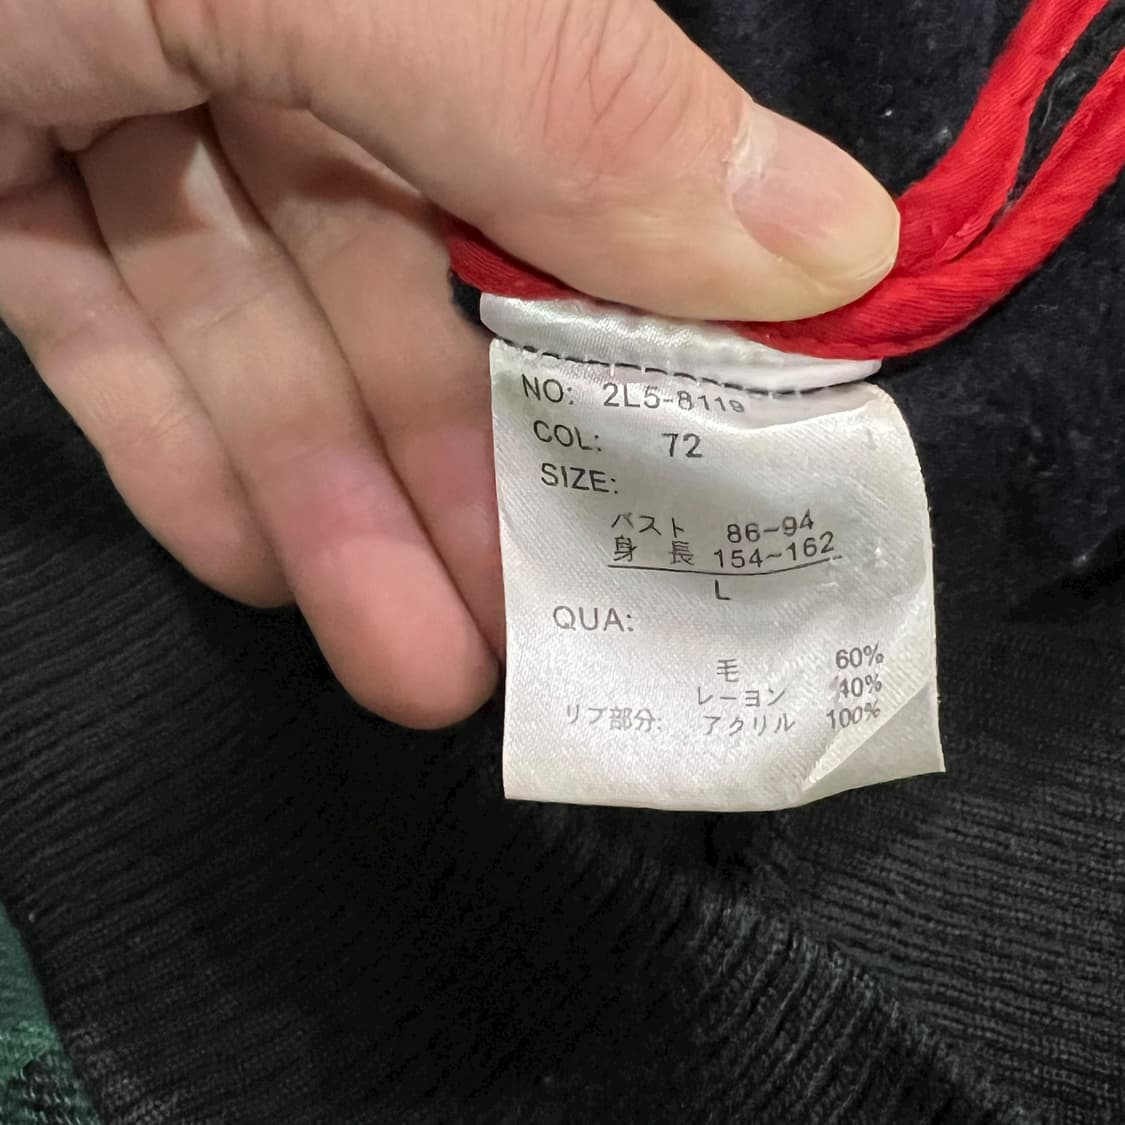 NO: 2L5-8119
COL: 72
SIZE:
バスト 86~94
身 長 154~162
L
QUA:
毛 60%
レーヨン 40%
リブ部分: アクリル 100%